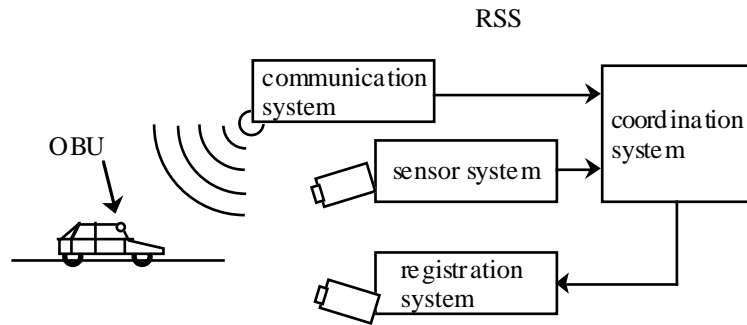 RSS
communication
system
coordination
system
OBU
sensor system
registration
system